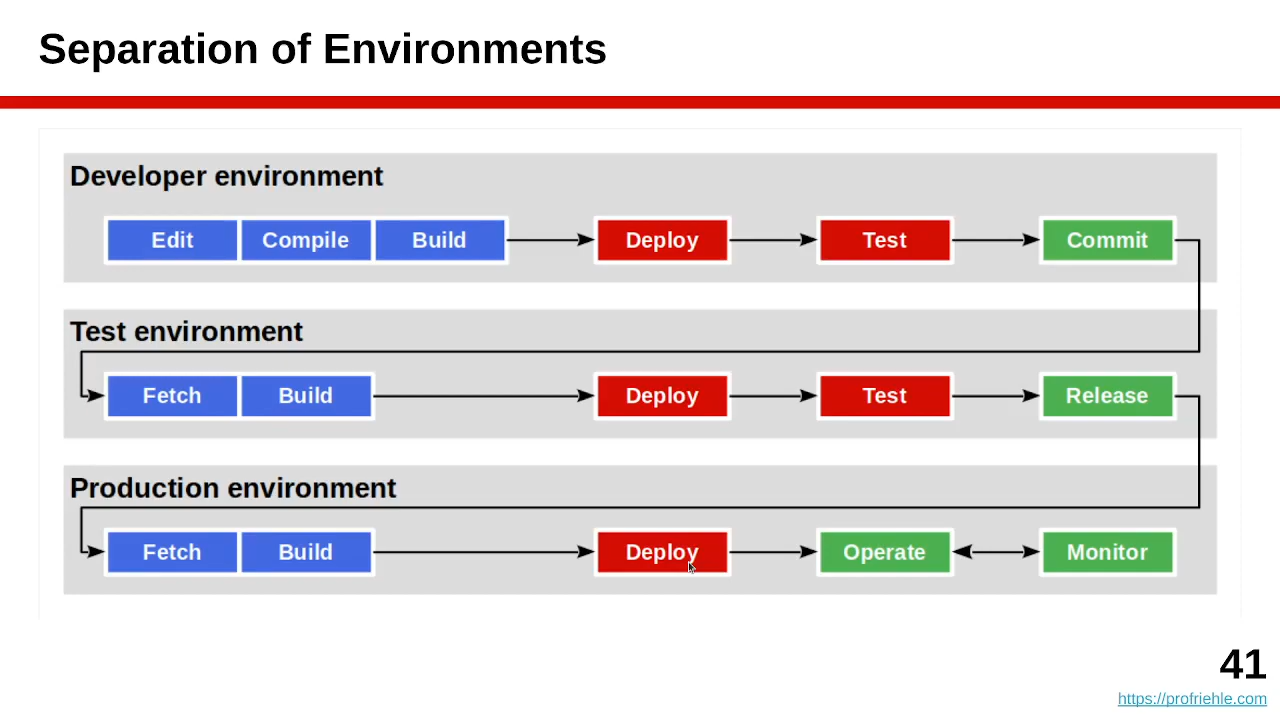 Separation of Environments
Developer environment
Edit Compile Build Deploy Test Commit
Test environment
Fetch Build Deploy Test Release
Production environment
Fetch Build Deploy Operate Monitor
41
https://profriehle.com